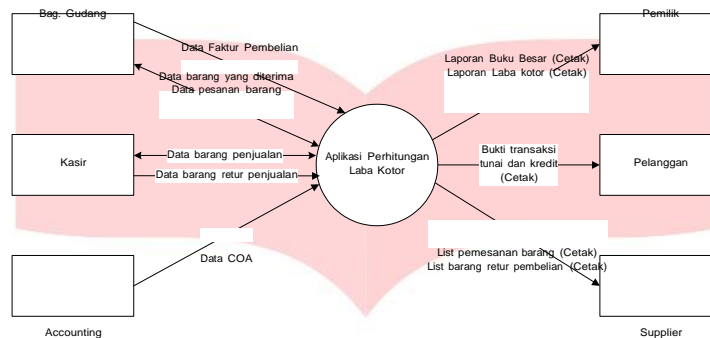 Bag. Gudang
Pemilik
Data Faktur Pembelian
Laporan Buku Besar (Cetak)
Laporan Laba kotor (Cetak)
Data barang yang diterima
Data pesanan barang
Kasir
Data barang penjualan
Data barang retur penjualan
Aplikasi Perhitungan
Laba Kotor
Bukti transaksi
tunai dan kredit
(Cetak)
Pelanggan
Data COA
List pemesanan barang (Cetak)
List barang retur pembelian (Cetak)
Accounting
Supplier